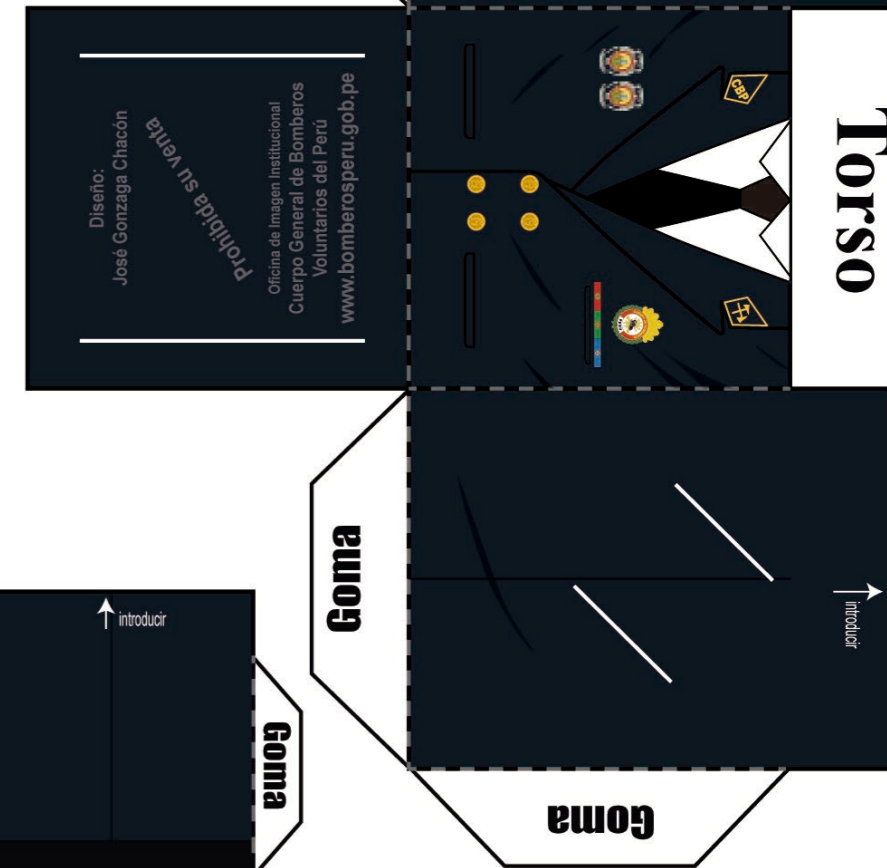 Diseño:
José Gonzaga Chacón
Prohibida su venta
Oficina de Imagen Institucional
Cuerpo General de Bomberos
Voluntarios del Perú
www.bomberosperu.gob.pe
CBP
Torso
Goma
introducir
introducir
Goma
Goma